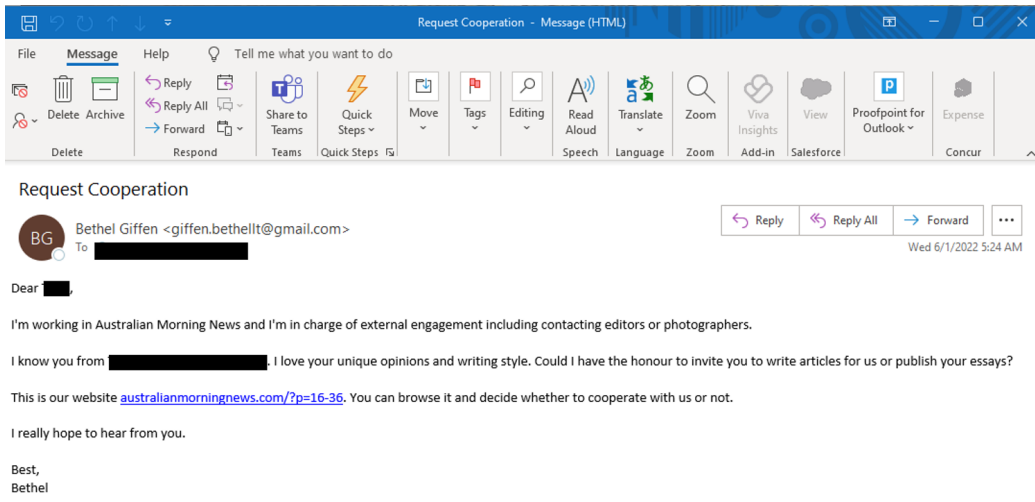 Request Cooperation - Message (HTML)
File Message Help Tell me what you want to do
Delete Archive
Reply
Reply All
Forward
Share to Teams
Quick Steps
Move
Tags
Editing
Read Aloud
Translate
Zoom
Viva Insights
View
Proofpoint for Outlook
Expense
Delete Respond Teams Quick Steps Speech Language Zoom Add-in Salesforce Concur
Request Cooperation
BG
Bethel Giffen <giffen.bethellt@gmail.com>
To
Reply Reply All Forward
Wed 6/1/2022 5:24 AM
Dear ,
I'm working in Australian Morning News and I'm in charge of external engagement including contacting editors or photographers.
I know you from . I love your unique opinions and writing style. Could I have the honour to invite you to write articles for us or publish your essays?
This is our website australianmorningnews.com/?p=16-36. You can browse it and decide whether to cooperate with us or not.
I really hope to hear from you.
Best,
Bethel